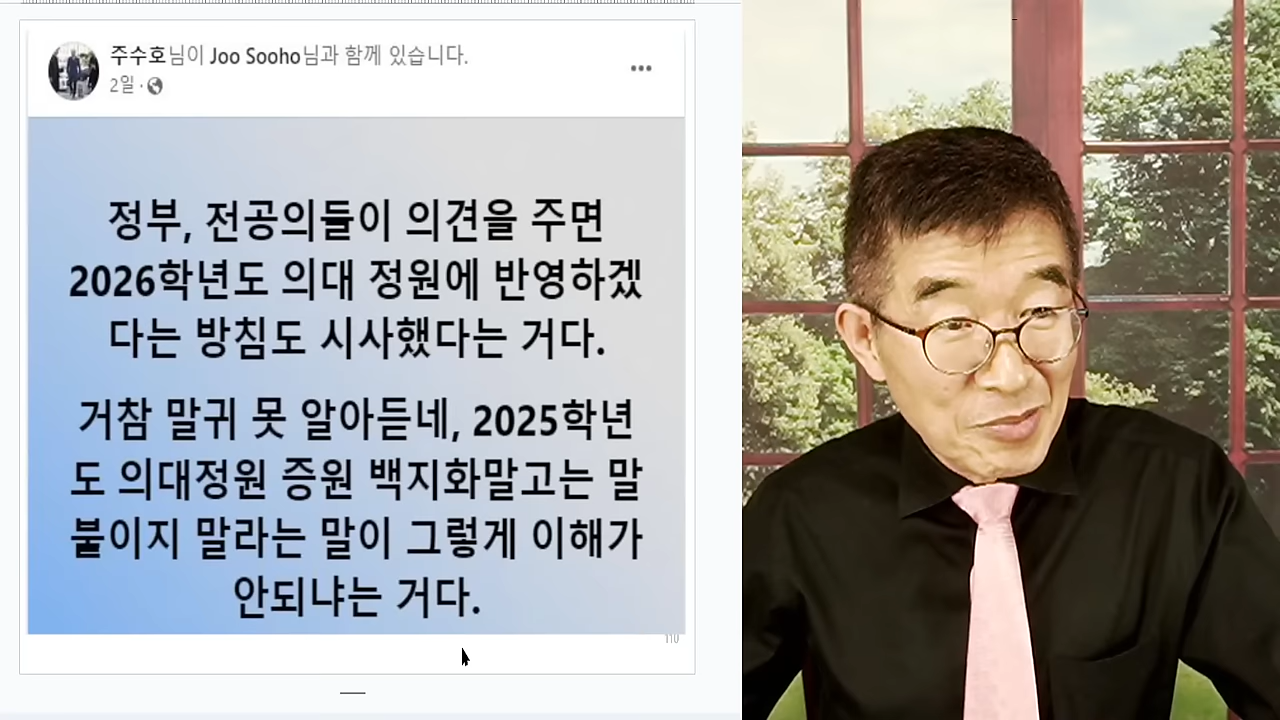 주수호님이 Joo Sooho님과 함께 있습니다.
2일 ·
정부, 전공의들이 의견을 주면
2026학년도 의대 정원에 반영하겠
다는 방침도 시사했다는 거다.
거참 말귀 못 알아듣네, 2025학년
도 의대정원 증원 백지화말고는 말
붙이지 말라는 말이 그렇게 이해가
안되냐는 거다.
110